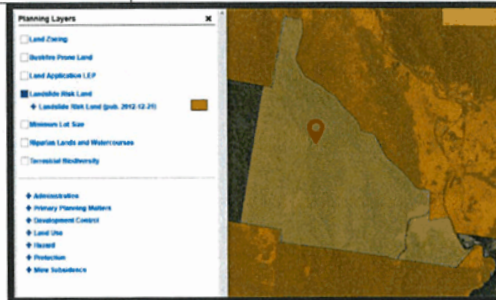 Planning Layers ×
Land Zoning
Bushfire Prone Land
Land Application LEP
Landslide Risk Land
Landslide Risk Land (pub. 2012-12-21)
Minimum Lot Size
Riparian Lands and Watercourses
Terrestrial Biodiversity
Administration
Primary Planning Matters
Development Control
Land Use
Hazard
Protection
Mine Subsidence